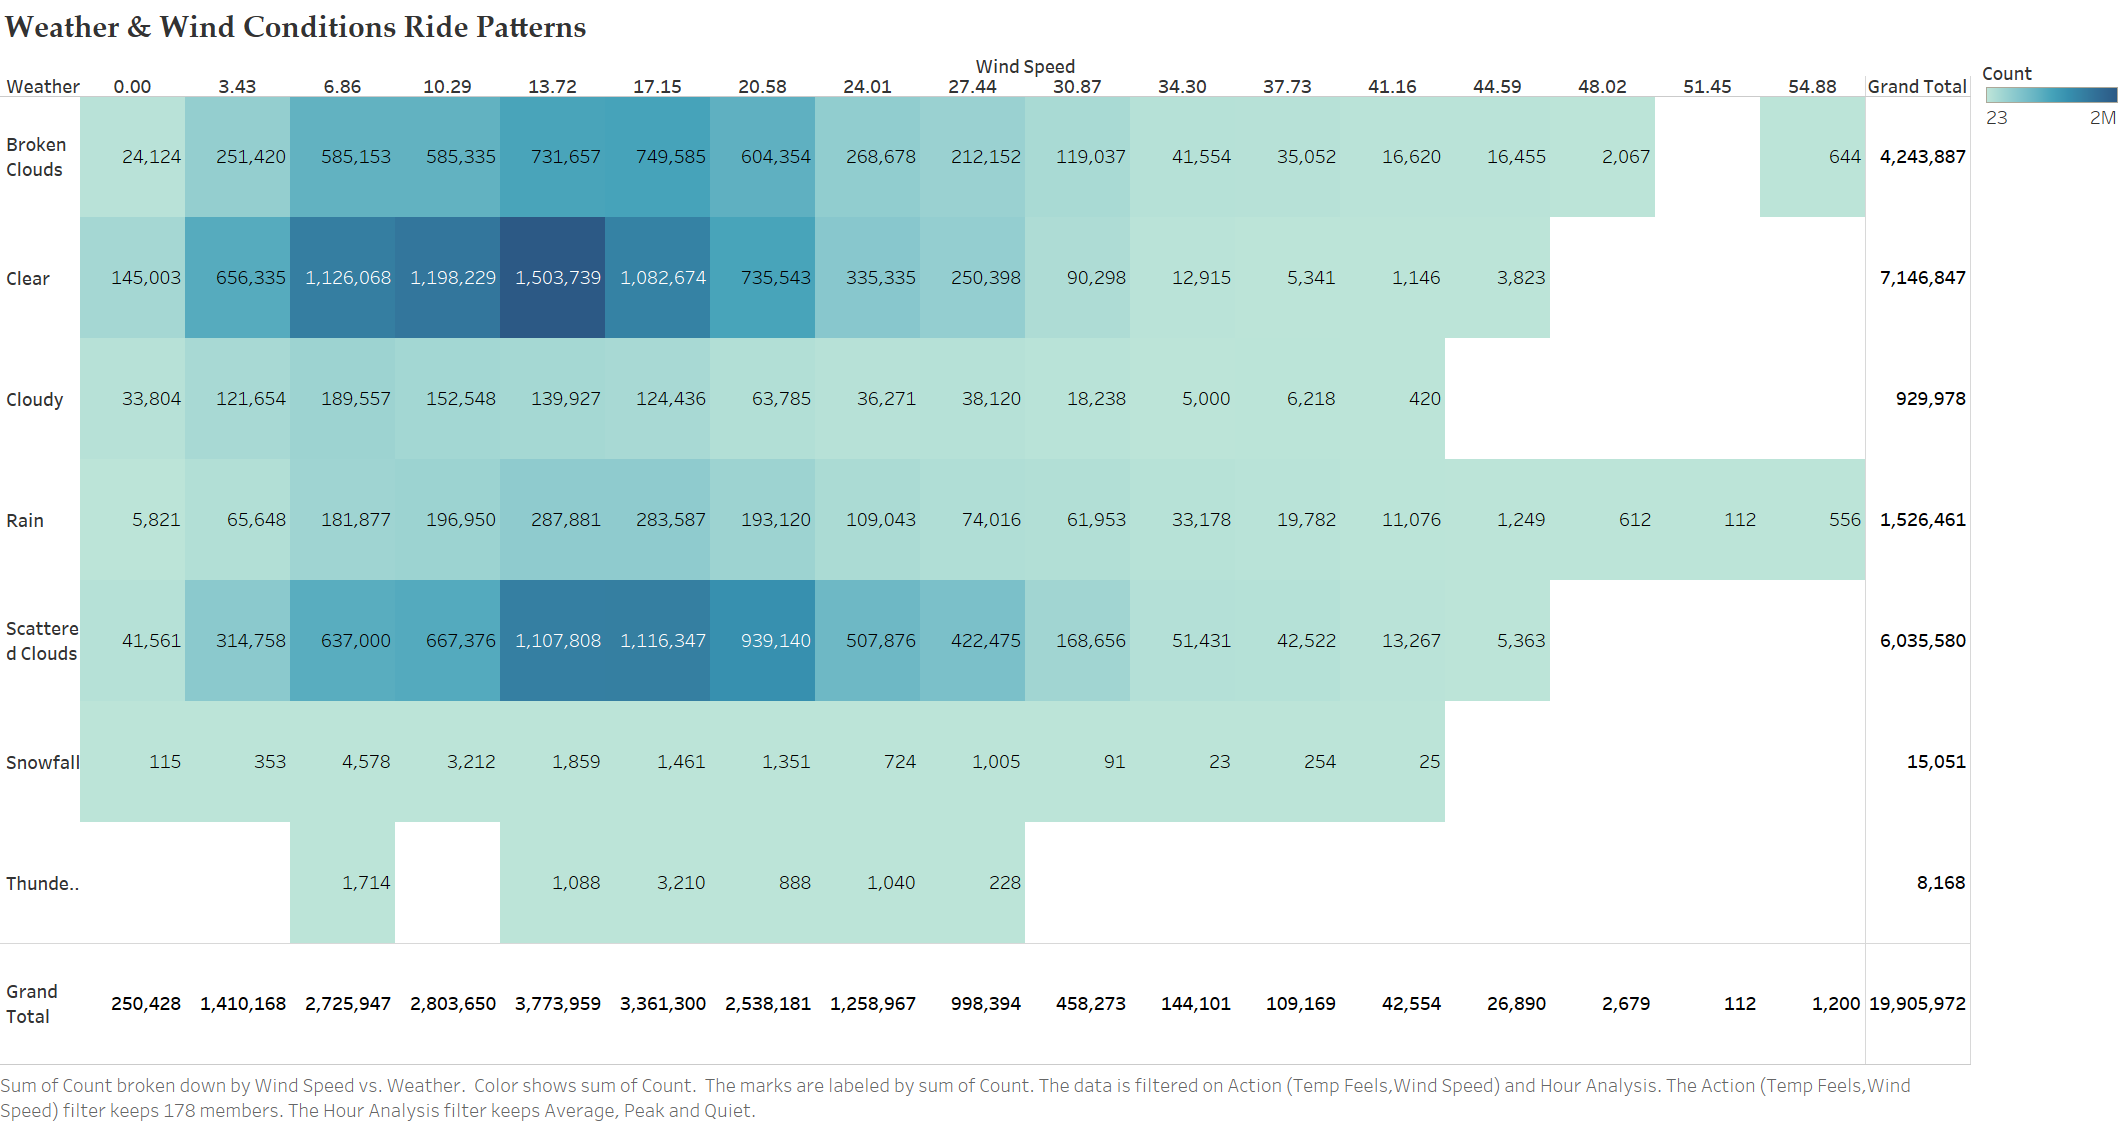 Weather & Wind Conditions Ride Patterns
Wind Speed
Weather 0.00 3.43 6.86 10.29 13.72 17.15 20.58 24.01 27.44 30.87 34.30 37.73 41.16 44.59 48.02 51.45 54.88 Grand Total
Broken
Clouds
24,124 251,420 585,153 585,335 731,657 749,585 604,354 268,678 212,152 119,037 41,554 35,052 16,620 16,455 2,067 644 4,243,887
Clear 145,003 656,335 1,126,068 1,198,229 1,503,739 1,082,674 735,543 335,335 250,398 90,298 12,915 5,341 1,146 3,823 7,146,847
Cloudy 33,804 121,654 189,557 152,548 139,927 124,436 63,785 36,271 38,120 18,238 5,000 6,218 420 929,978
Rain 5,821 65,648 181,877 196,950 287,881 283,587 193,120 109,043 74,016 61,953 33,178 19,782 11,076 1,249 612 112 556 1,526,461
Scattere
d Clouds
41,561 314,758 637,000 667,376 1,107,808 1,116,347 939,140 507,876 422,475 168,656 51,431 42,522 13,267 5,363 6,035,580
Snowfall 115 353 4,578 3,212 1,859 1,461 1,351 724 1,005 91 23 254 25 15,051
Thunde.. 1,714 1,088 3,210 888 1,040 228 8,168
Grand
Total
250,428 1,410,168 2,725,947 2,803,650 3,773,959 3,361,300 2,538,181 1,258,967 998,394 458,273 144,101 109,169 42,554 26,890 2,679 112 1,200 19,905,972
Count
23 2M
Sum of Count broken down by Wind Speed vs. Weather. Color shows sum of Count. The marks are labeled by sum of Count. The data is filtered on Action (Temp Feels,Wind Speed) and Hour Analysis. The Action (Temp Feels,Wind
Speed) filter keeps 178 members. The Hour Analysis filter keeps Average, Peak and Quiet.